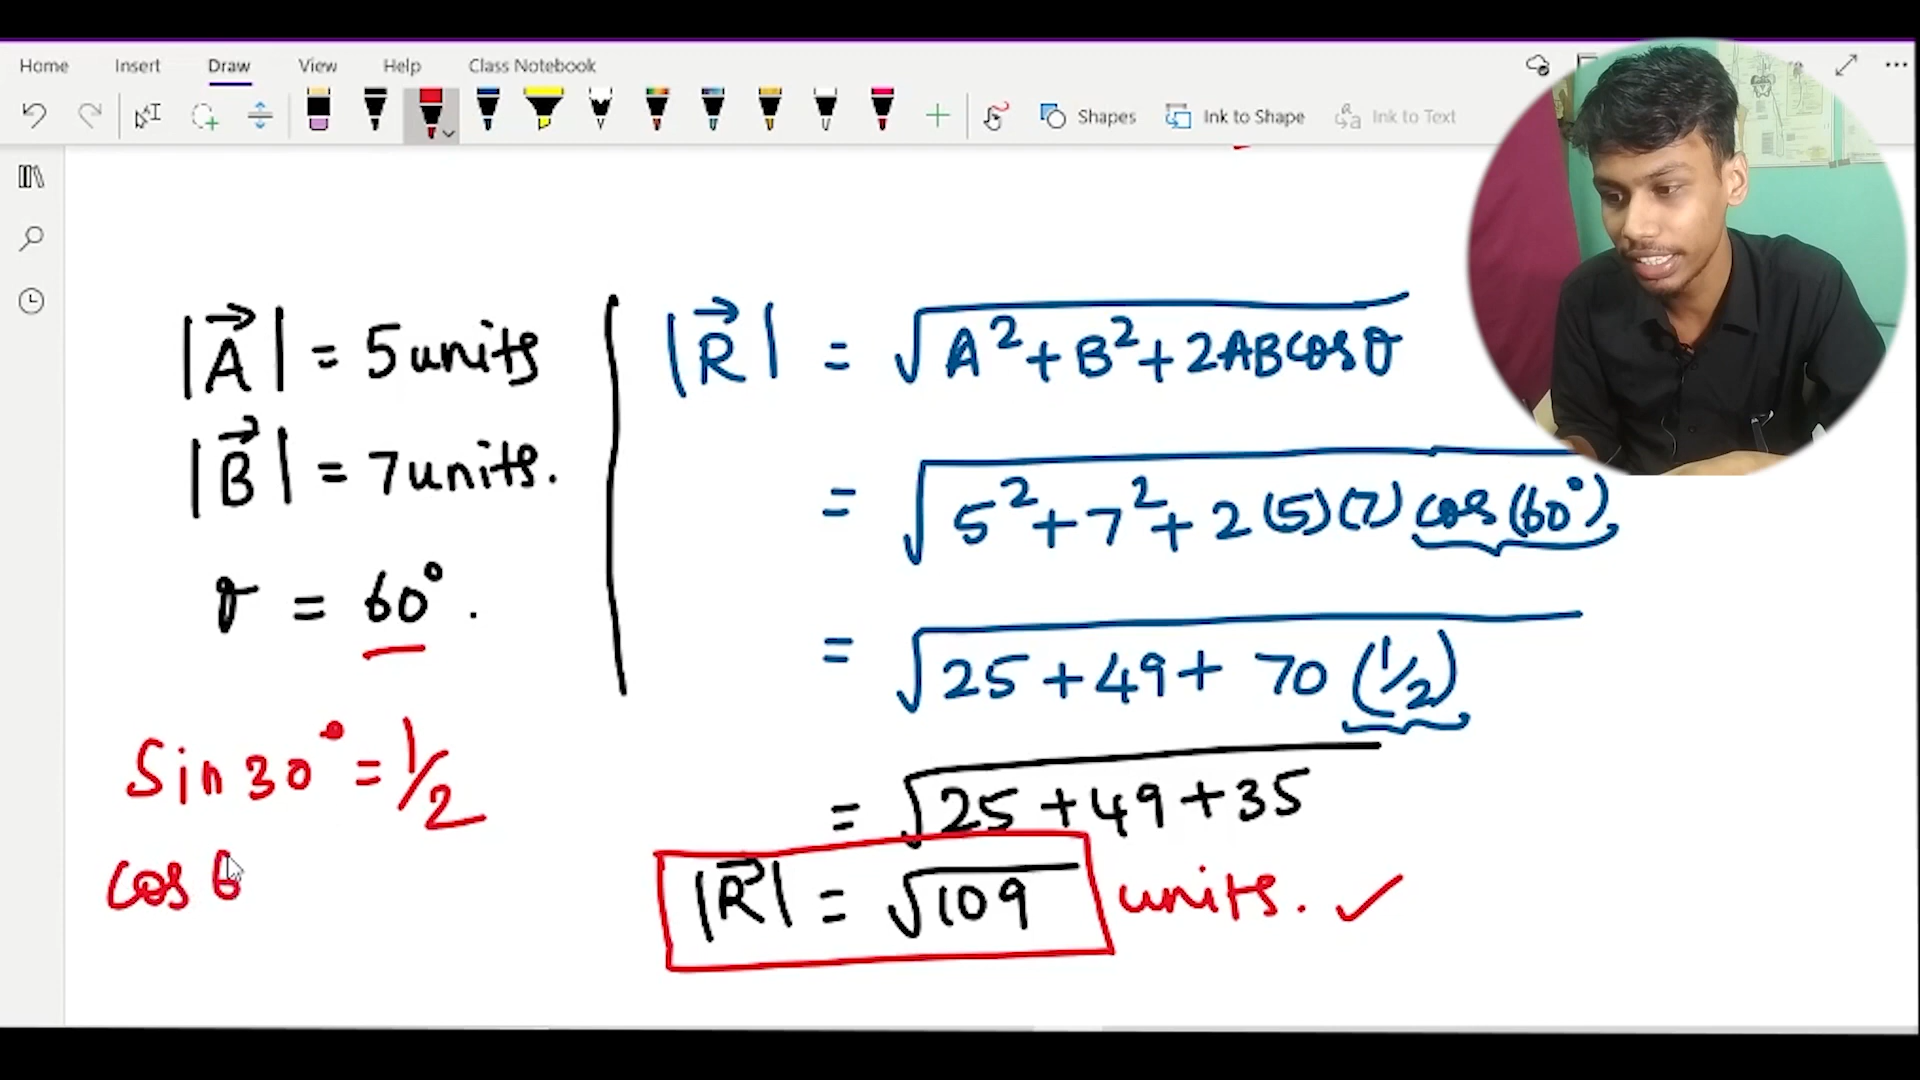 Home Insert Draw View Help Class Notebook
Shapes Ink to Shape Ink to Text
|A⃗| = 5 units
|B⃗| = 7 units.
θ = 60° .
Sin 30° = 1/2
cos 6
|R⃗| = √A² + B² + 2ABcosθ
= √5² + 7² + 2 (5) (7) cos (60°)
= √25 + 49 + 70 (1/2)
= √25 + 49 + 35
|R⃗| = √109 units. ✓